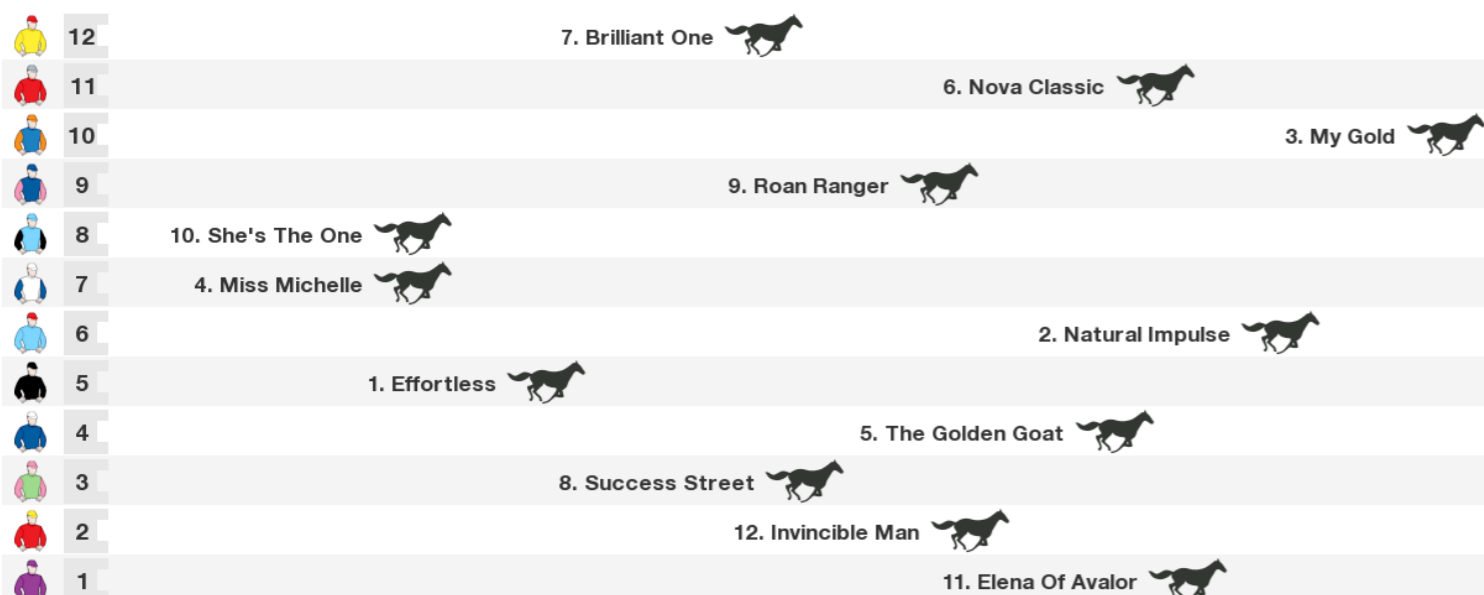 12 7. Brilliant One
11 6. Nova Classic
10 3. My Gold
9 9. Roan Ranger
8 10. She's The One
7 4. Miss Michelle
6 2. Natural Impulse
5 1. Effortless
4 5. The Golden Goat
3 8. Success Street
2 12. Invincible Man
1 11. Elena Of Avalor